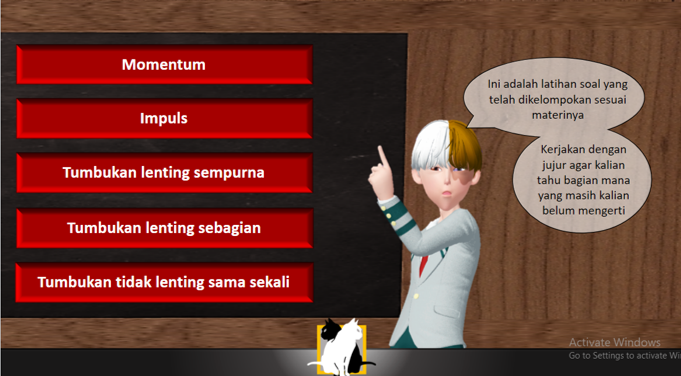 Momentum
Impuls
Tumbukan lenting sempurna
Tumbukan lenting sebagian
Tumbukan tidak lenting sama sekali
Ini adalah latihan soal yang
telah dikelompokan sesuai
materinya
Kerjakan dengan
jujur agar kalian
tahu bagian mana
yang masih kalian
belum mengerti
Activate Windows
Go to Settings to activate Wi